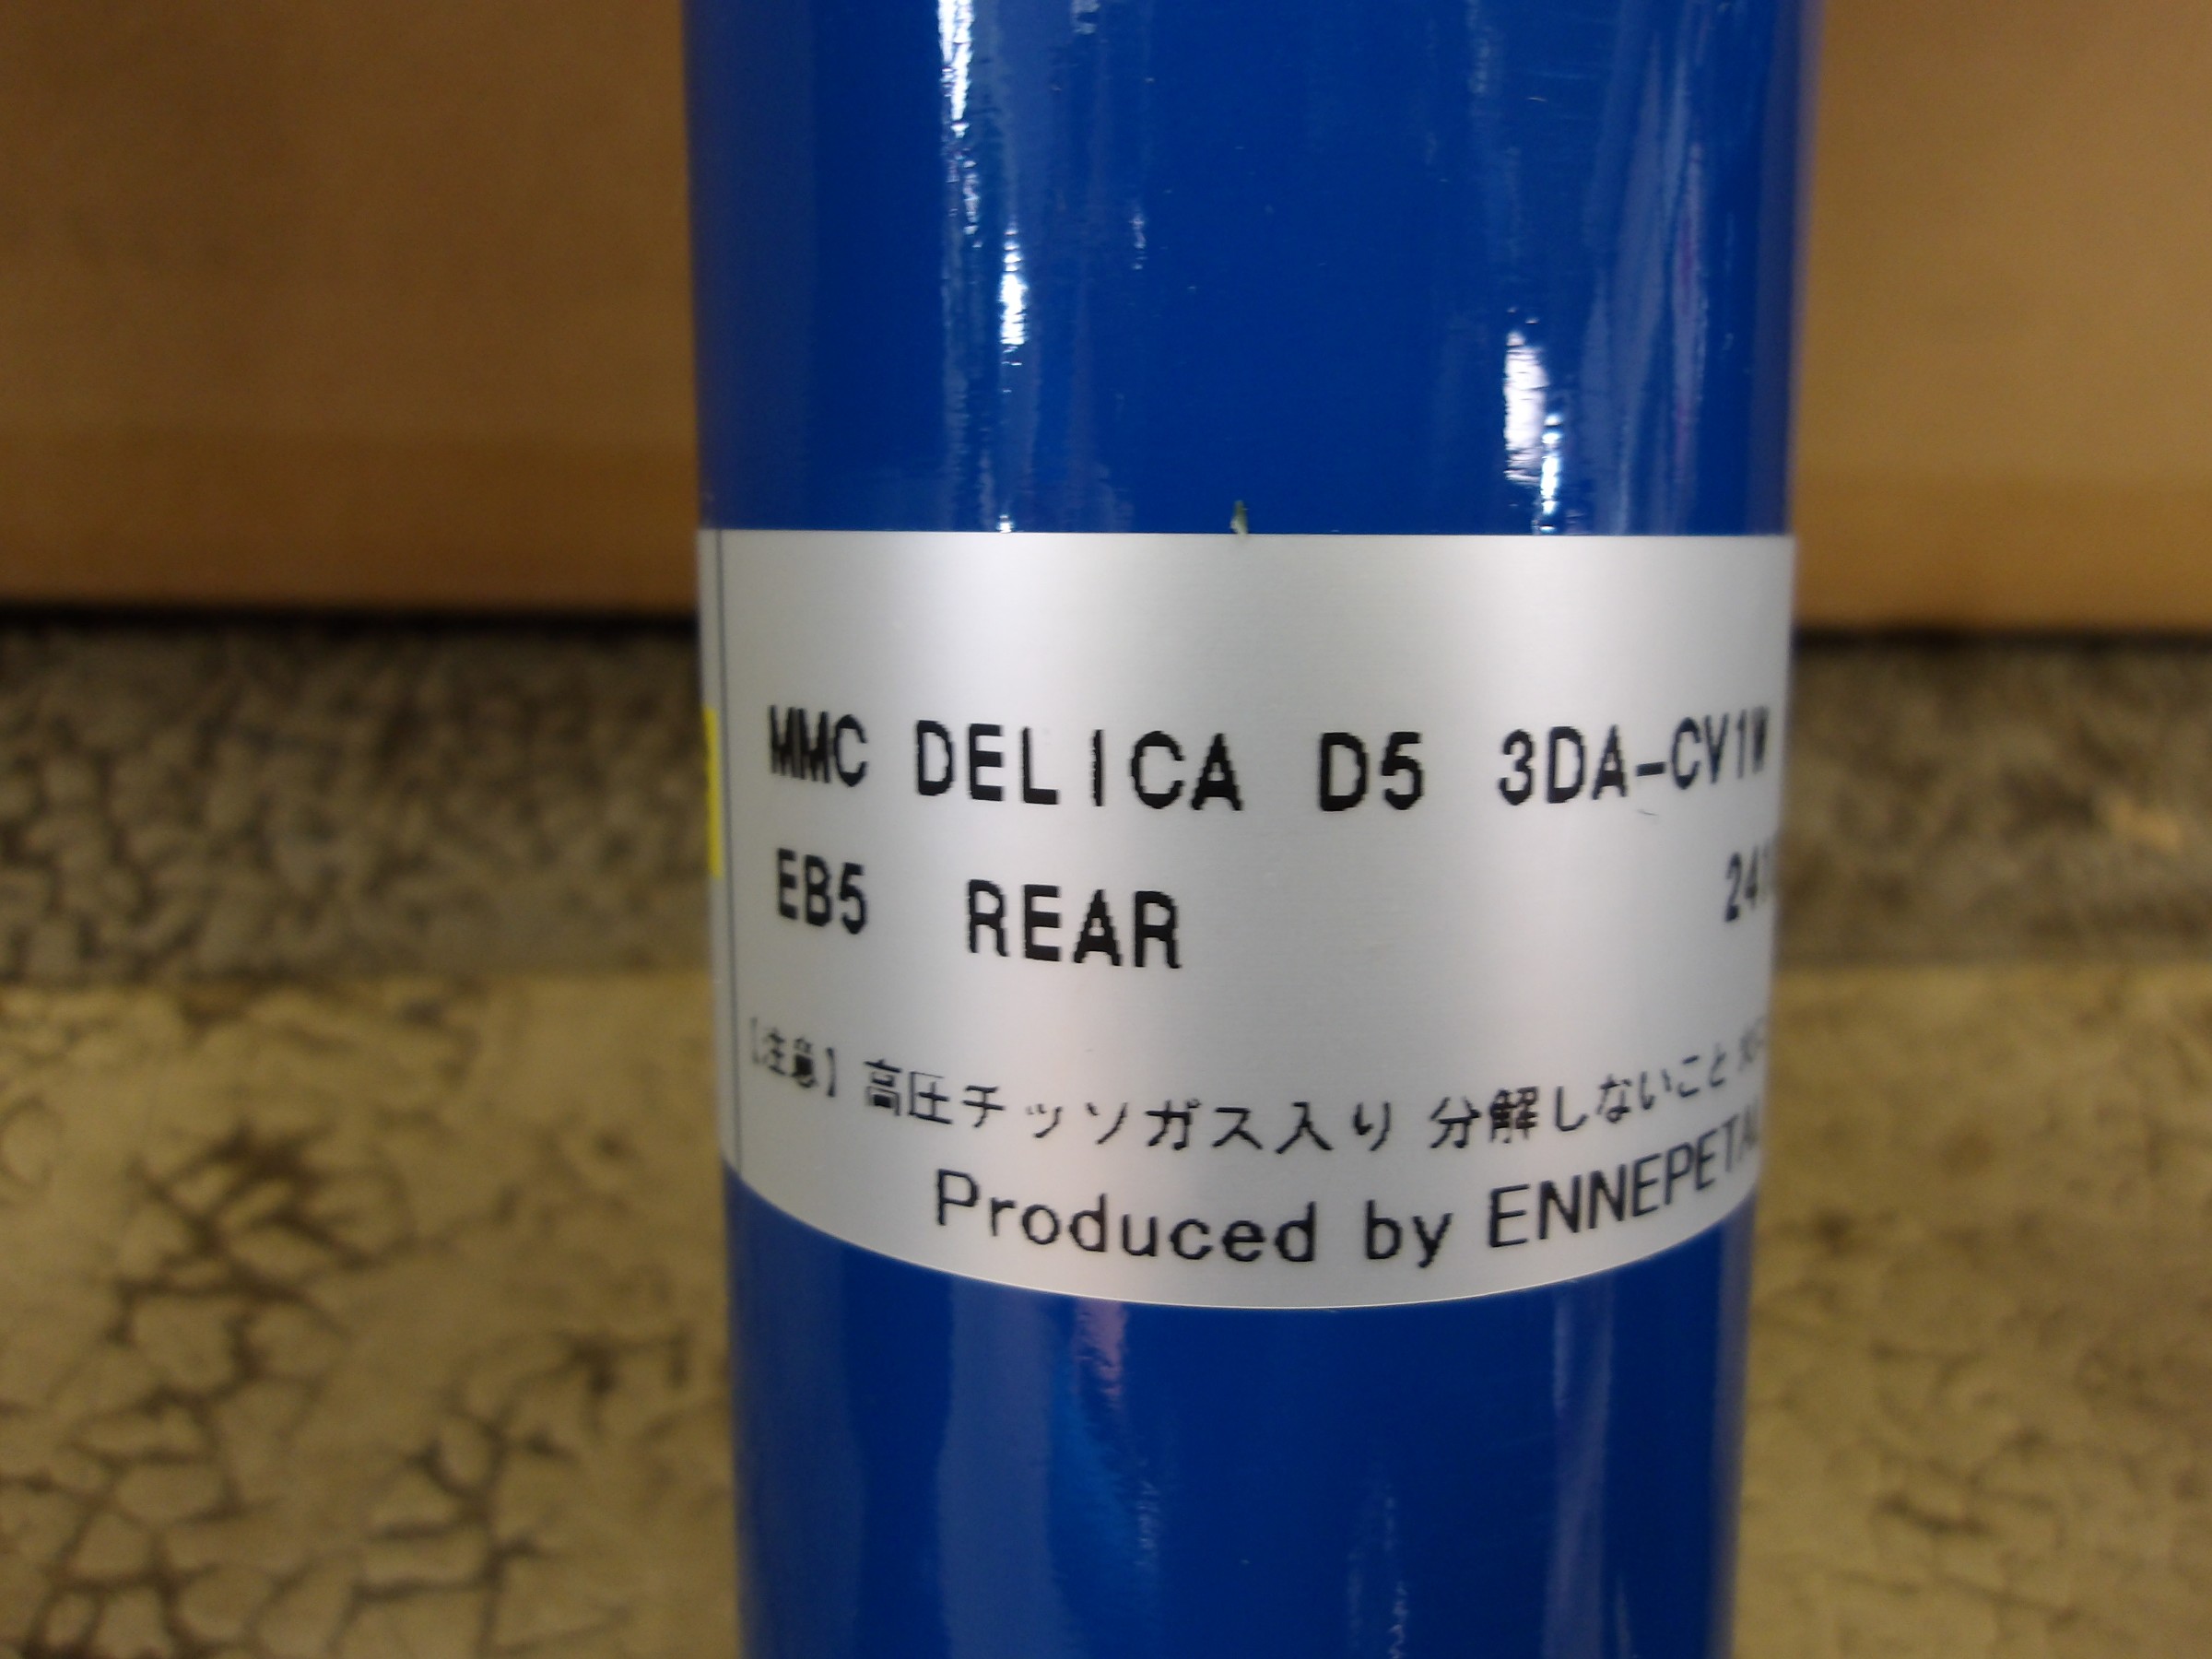 MMC DELICA D5 3DA-CV1W
EB5 REAR
【注意】高圧チッソガス入り 分解しないこと
Produced by ENNEPETAL